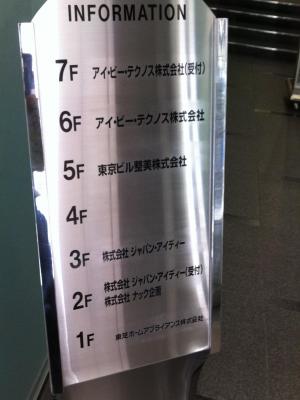 INFORMATION
7F アイ・ビー・テクノス株式会社(受付)
6F アイ・ビー・テクノス株式会社
5F 東京ビル整美株式会社
4F
3F 株式会社 ジャパン・アイディー
2F 株式会社 ジャパン・アイディー(受付)
株式会社 ナック企画
1F 東芝ホームアプライアンス株式会社